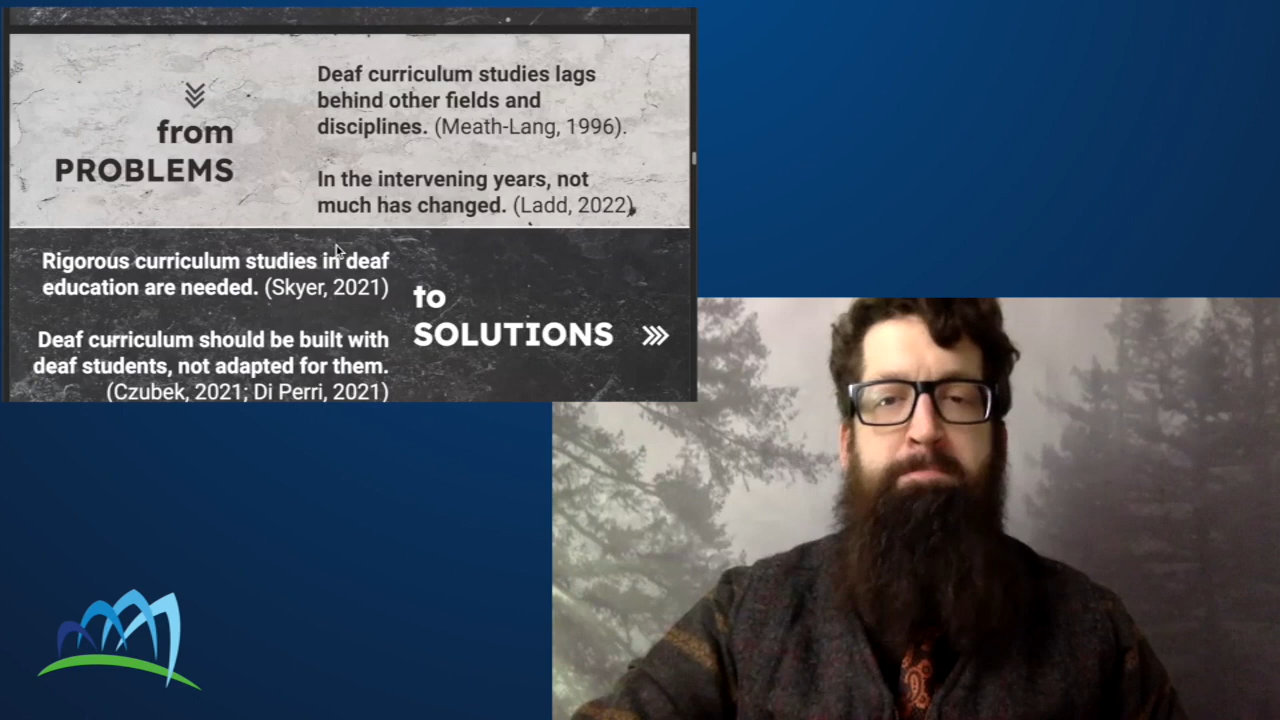 from
PROBLEMS
Deaf curriculum studies lags
behind other fields and
disciplines. (Meath-Lang, 1996).
In the intervening years, not
much has changed. (Ladd, 2022).
Rigorous curriculum studies in deaf
education are needed. (Skyer, 2021)
Deaf curriculum should be built with
deaf students, not adapted for them.
(Czubek, 2021; Di Perri, 2021)
to
SOLUTIONS